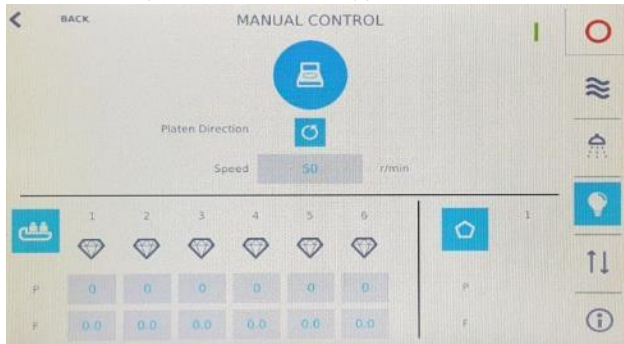 BACK
MANUAL CONTROL
Platen Direction
Speed 50 r/min
1 2 3 4 5 6 1
P 0 0 0 0 0 0 P
F 0.0 0.0 0.0 0.0 0.0 0.0 F